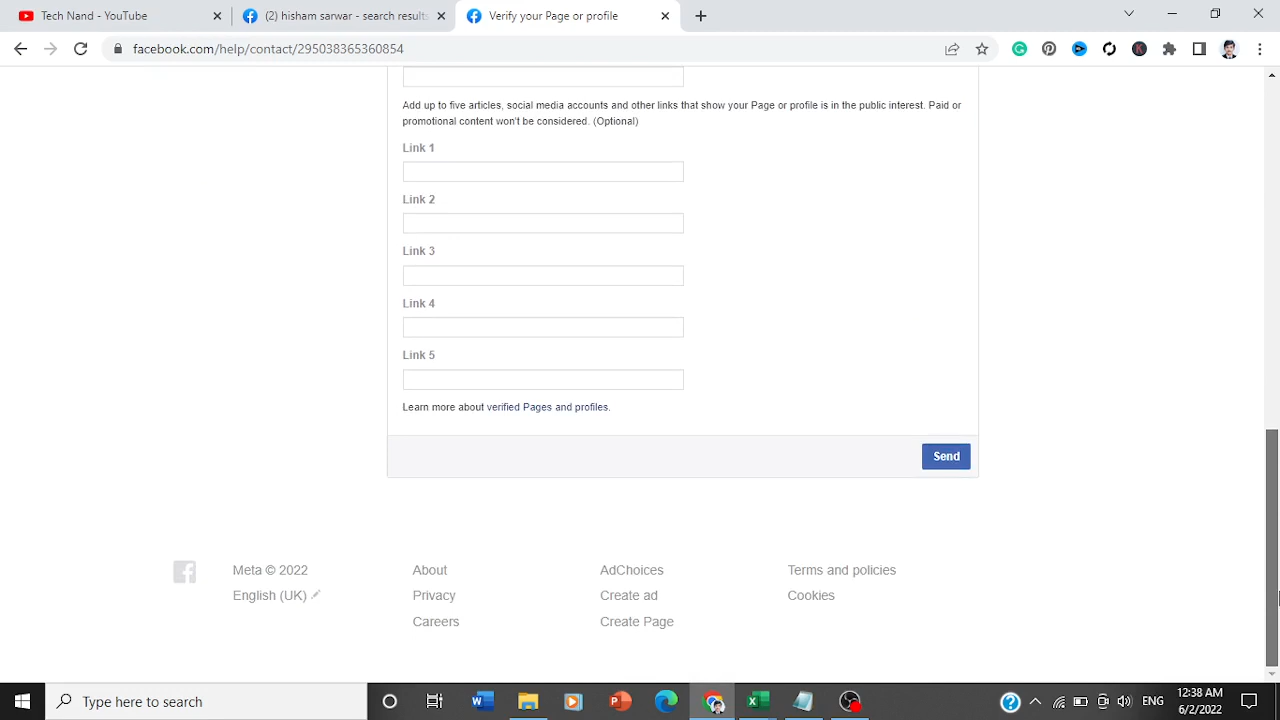 Tech Nand - YouTube
(2) hisham sarwar - search results
Verify your Page or profile
facebook.com/help/contact/295038365360854
Add up to five articles, social media accounts and other links that show your Page or profile is in the public interest. Paid or
promotional content won't be considered. (Optional)
Link 1
Link 2
Link 3
Link 4
Link 5
Learn more about verified Pages and profiles.
Send
Meta © 2022
About
AdChoices
Terms and policies
English (UK)
Privacy
Create ad
Cookies
Careers
Create Page
Type here to search
ENG
12:38 AM
6/2/2022